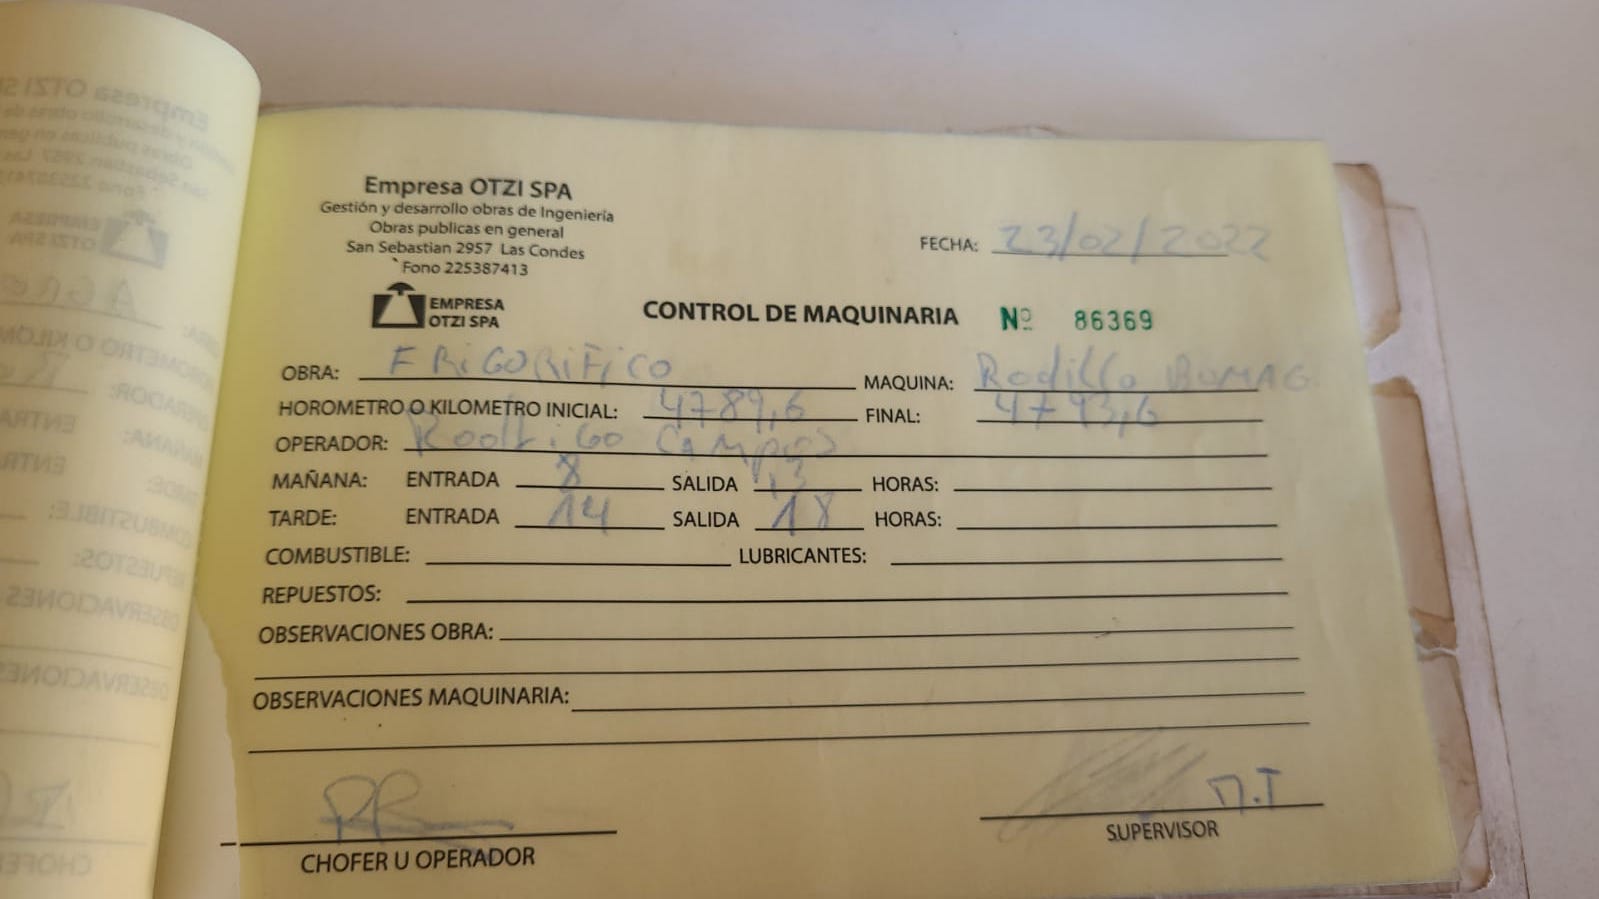 Empresa OTZI SPA
Gestión y desarrollo obras de Ingenieria
Obras publicas en general
San Sebastian 2957 Las Condes
Fono 225387413
EMPRESA
OTZI SPA
FECHA: 23/02/2022
CONTROL DE MAQUINARIA Nº 86369
OBRA: FRiGORiFiCO MAQUINA: Rodillo BOMAG
HOROMETRO O KILOMETRO INICIAL: 4789,6 FINAL: 4793,6
OPERADOR: Rodrigo CAMpos
MAÑANA: ENTRADA 8 SALIDA 13 HORAS:
TARDE: ENTRADA 14 SALIDA 18 HORAS:
COMBUSTIBLE: LUBRICANTES:
REPUESTOS:
OBSERVACIONES OBRA:
OBSERVACIONES MAQUINARIA:
M.T
CHOFER U OPERADOR SUPERVISOR